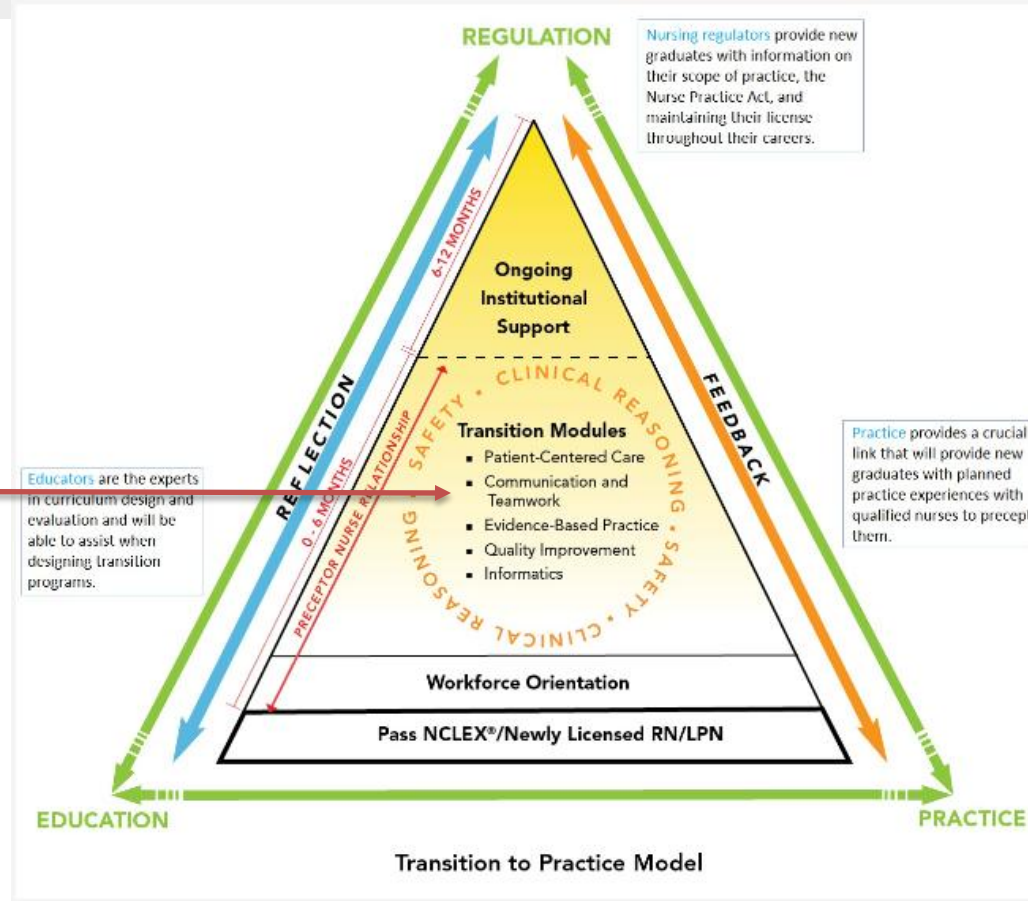 REGULATION
Nursing regulators provide new
graduates with information on
their scope of practice, the
Nurse Practice Act, and
maintaining their license
throughout their careers.
6-12 MONTHS
Ongoing
Institutional
Support
REFLECTION
FEEDBACK
0 - 6 MONTHS
PRECEPTOR NURSE RELATIONSHIP
SAFETY • CLINICAL REASONING • SAFETY • CLINICAL REASONING •
Transition Modules
▪ Patient-Centered Care
▪ Communication and
Teamwork
▪ Evidence-Based Practice
▪ Quality Improvement
▪ Informatics
Educators are the experts
in curriculum design and
evaluation and will be
able to assist when
designing transition
programs.
Practice provides a crucial
link that will provide new
graduates with planned
practice experiences with
qualified nurses to precept
them.
Workforce Orientation
Pass NCLEX®/Newly Licensed RN/LPN
EDUCATION
PRACTICE
Transition to Practice Model